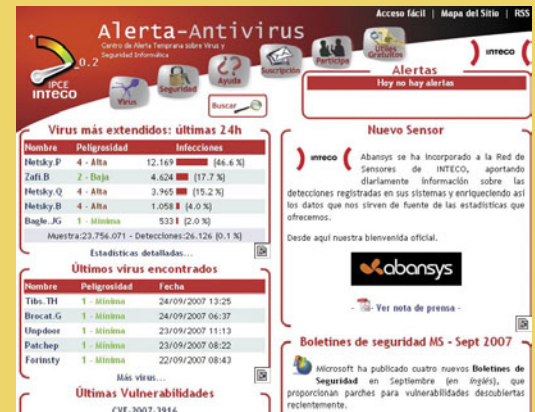 Acceso fácil | Mapa del Sitio | RSS
Alerta-Antivirus
Centro de Alerta Temprana sobre Virus y
Seguridad Informática
0.2
IPCE
INTECO
Virus
Seguridad
Ayuda
Suscripción
Participa
Útiles
Gratuitos
Buscar
inteco
Alertas
Hoy no hay alertas
Virus más extendidos: últimas 24h
Nombre Peligrosidad Infecciones
Netsky.P 4 - Alta 12.169 (46.6 %)
Zafi.B 2 - Baja 4.624 (17.7 %)
Netsky.Q 4 - Alta 3.965 (15.2 %)
Netsky.B 4 - Alta 1.058 (4.0 %)
Bagle.JG 1 - Mínima 533 (2.0 %)
Muestra:23.756.071 - Detecciones:26.126 (0.1 %)
Estadísticas detalladas...
Últimos virus encontrados
Nombre Peligrosidad Fecha
Tibs.TH 1 - Mínima 24/09/2007 13:25
Brocat.G 1 - Mínima 24/09/2007 06:37
Unpdoor 1 - Mínima 23/09/2007 11:13
Patchep 1 - Mínima 23/09/2007 08:22
Forinsty 1 - Mínima 22/09/2007 08:43
Más virus...
Últimas Vulnerabilidades
CVE-2007-3916
Nuevo Sensor
inteco
Abansys se ha incorporado a la Red de
Sensores de INTECO, aportando
diariamente información sobre las
detecciones registradas en sus sistemas y enriqueciendo así
los datos que nos sirven de fuente de las estadísticas que
ofrecemos.
Desde aquí nuestra bienvenida oficial.
abansys
- Ver nota de prensa -
Boletines de seguridad MS - Sept 2007
Microsoft ha publicado cuatro nuevos Boletines de
Seguridad en Septiembre (en inglés), que
proporcionan parches para vulnerabilidades descubiertas
recientemente.